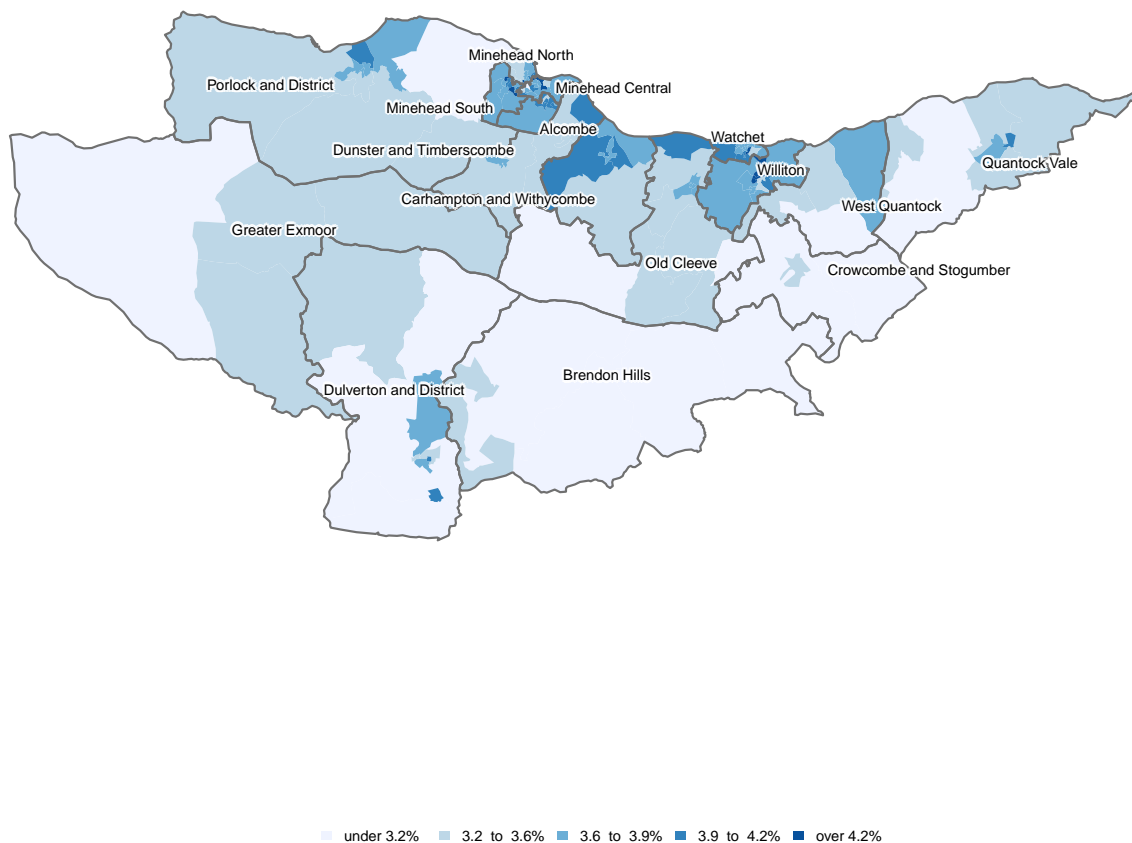 Minehead North
Porlock and District
Minehead Central
Minehead South
Alcombe
Watchet
Dunster and Timberscombe
Quantock Vale
Williton
Carhampton and Withycombe
West Quantock
Greater Exmoor
Old Cleeve
Crowcombe and Stogumber
Brendon Hills
Dulverton and District
under 3.2% 3.2 to 3.6% 3.6 to 3.9% 3.9 to 4.2% over 4.2%